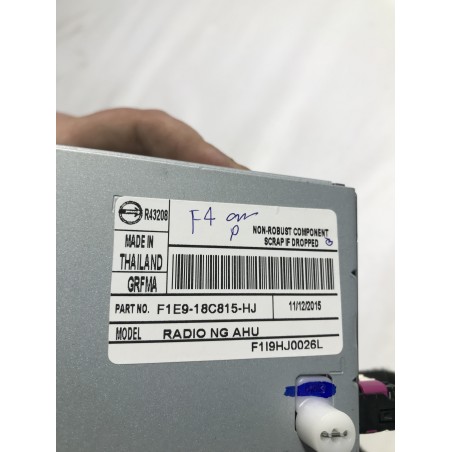 R43208
F4 on
P
NON-ROBUST COMPONENT
SCRAP IF DROPPED
MADE IN
THAILAND
GRFMA
PART NO. F1E9-18C815-HJ 11/12/2015
MODEL RADIO NG AHU
F1I9HJ0026L